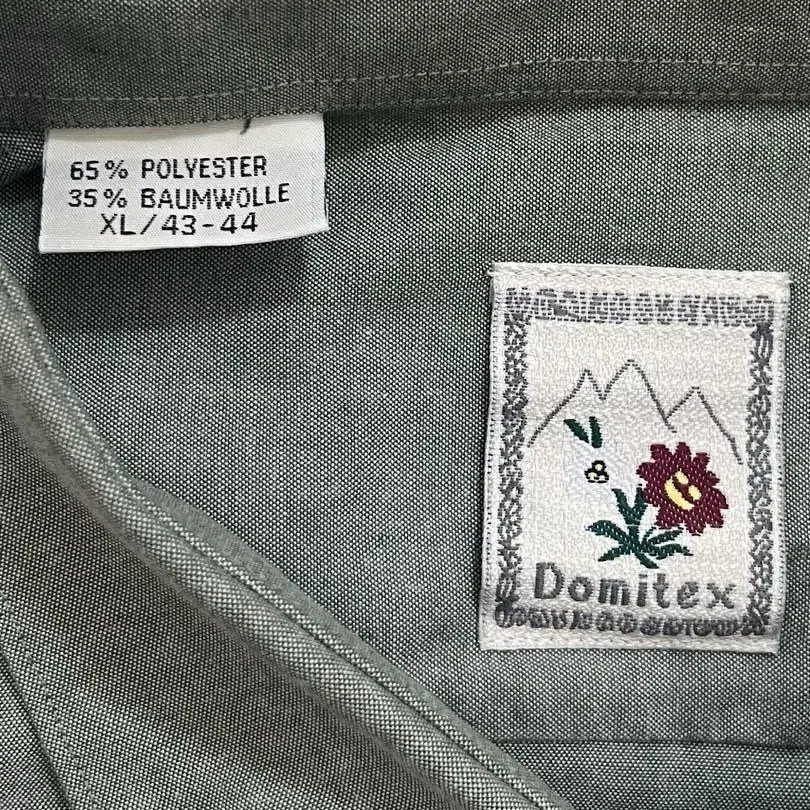 65% POLYESTER
35% BAUMWOLLE
XL/43-44
Domitex